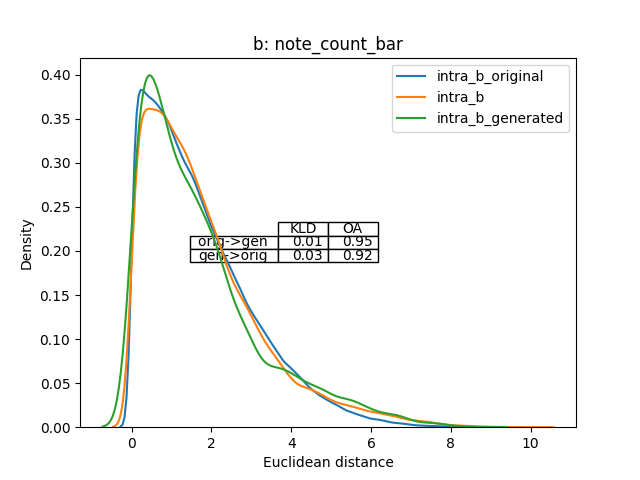 b: note_count_bar
intra_b_original
intra_b
intra_b_generated
Density
0.40
0.35
0.30
0.25
0.20
0.15
0.10
0.05
0.00
KLD OA
orig->gen 0.01 0.95
gen->orig 0.03 0.92
0 2 4 6 8 10
Euclidean distance